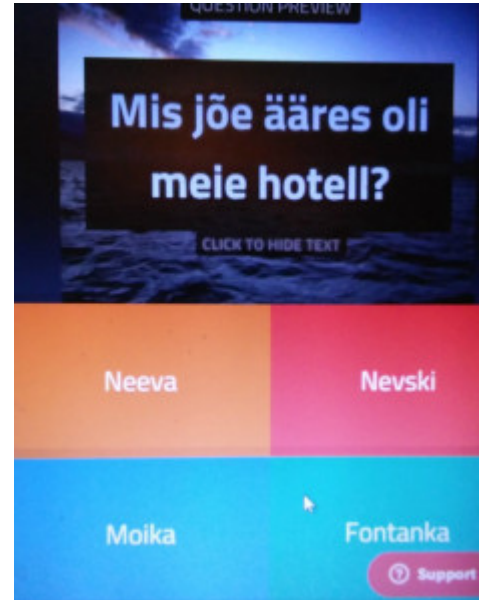 QUESTION PREVIEW
Mis jõe ääres oli
meie hotell?
CLICK TO HIDE TEXT
Neeva
Nevski
Moika
Fontanka
Support